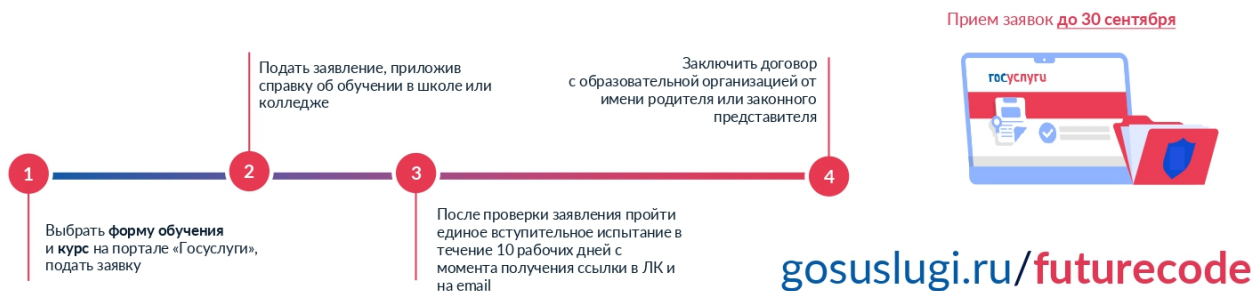 Прием заявок до 30 сентября
госуслуги
Подать заявление, приложив
справку об обучении в школе или
колледже
Заключить договор
с образовательной организацией от
имени родителя или законного
представителя
1
2
3
4
Выбрать форму обучения
и курс на портале «Госуслуги»,
подать заявку
После проверки заявления пройти
единое вступительное испытание в
течение 10 рабочих дней с
момента получения ссылки в ЛК и
на email
gosuslugi.ru/futurecode